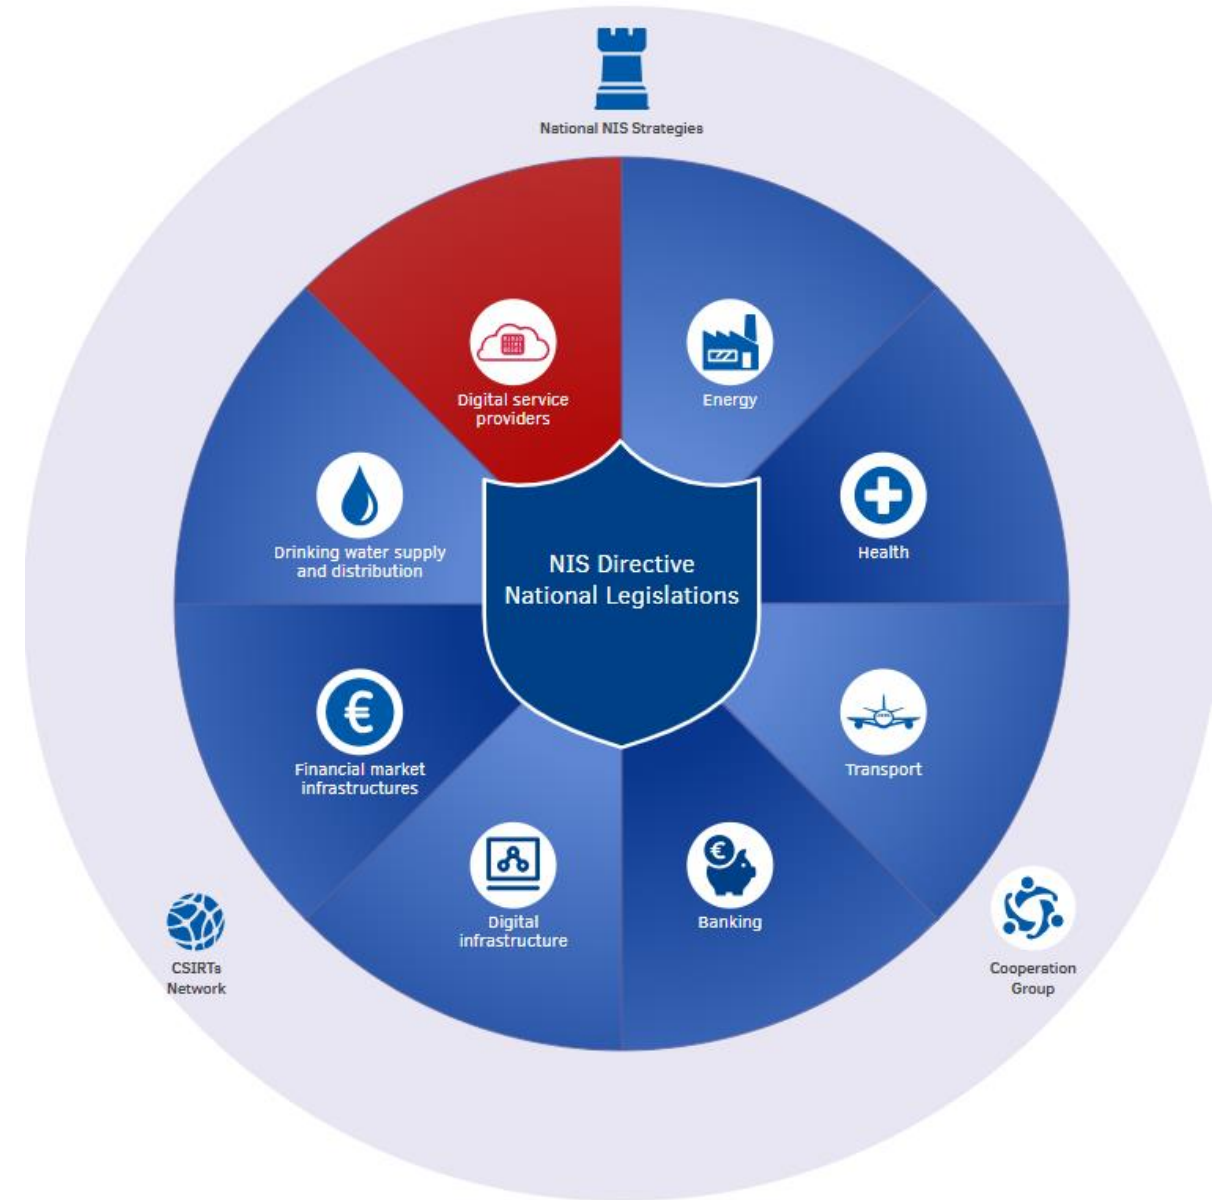 National NIS Strategies
Digital service
providers
Energy
Drinking water supply
and distribution
Health
NIS Directive
National Legislations
Financial market
infrastructures
Transport
Digital
infrastructure
Banking
CSIRTs
Network
Cooperation
Group